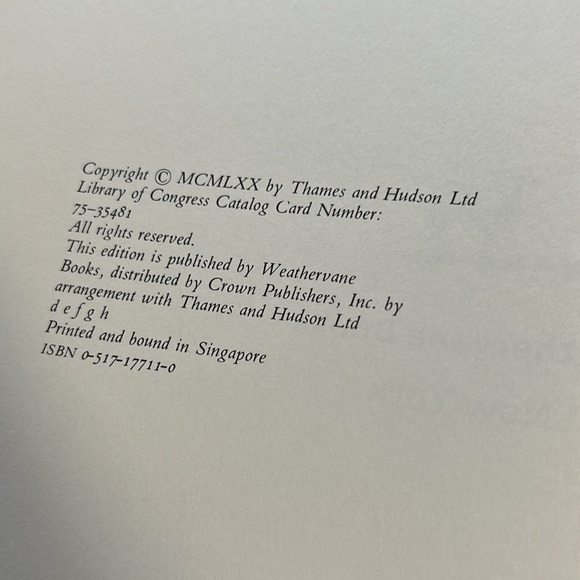 Copyright © MCMLXX by Thames and Hudson Ltd
Library of Congress Catalog Card Number:
75-35481
All rights reserved.
This edition is published by Weathervane
Books, distributed by Crown Publishers, Inc. by
arrangement with Thames and Hudson Ltd
d e f g h
Printed and bound in Singapore
ISBN 0-517-17711-0